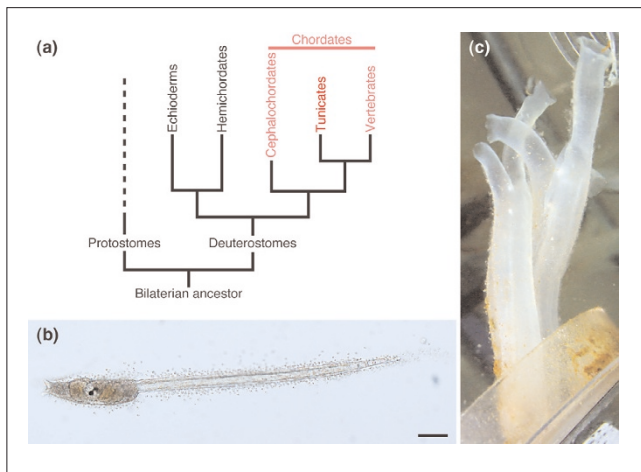 (a)
Chordates
Echioderms
Hemichordates
Cephalochordates
Tunicates
Vertebrates
Protostomes
Deuterostomes
Bilaterian ancestor
(b)
(c)